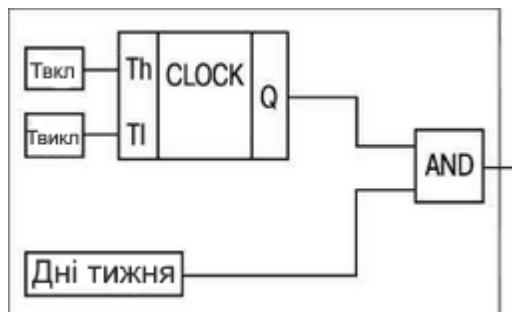 Твкл
Th
CLOCK
Q
Твикл
Tl
AND
Дні тижня